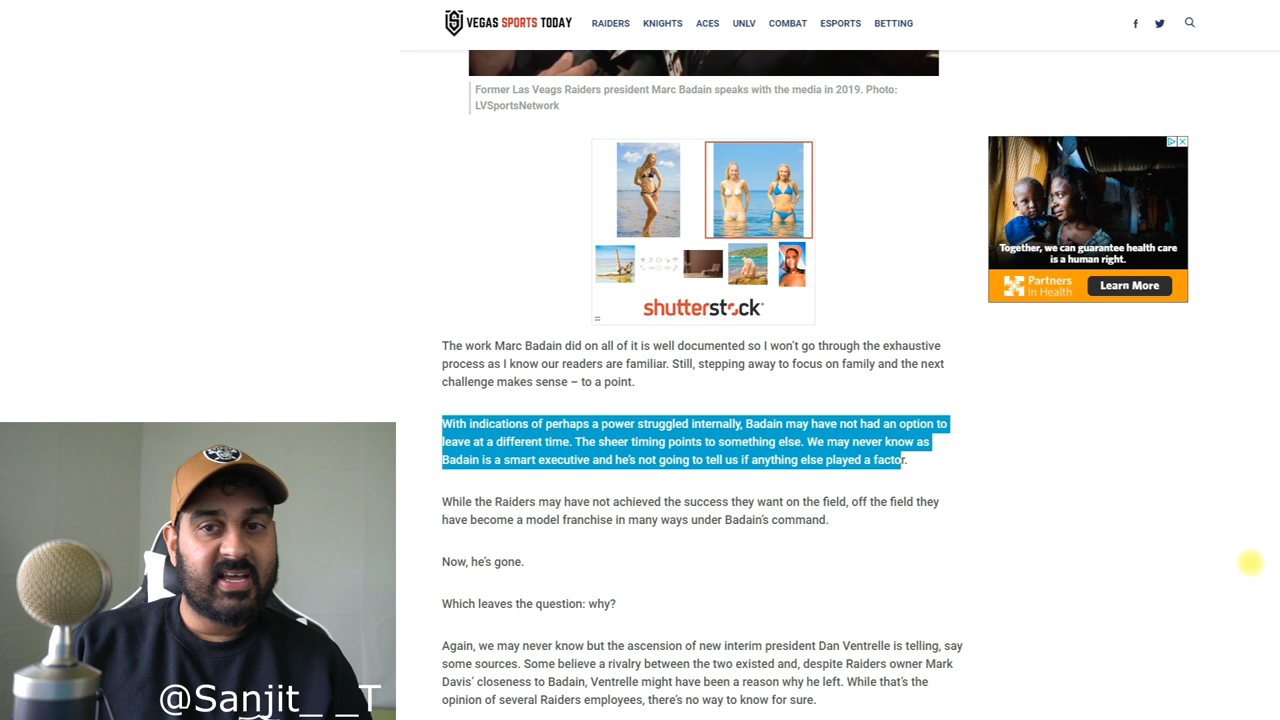 VEGAS SPORTS TODAY
RAIDERS KNIGHTS ACES UNLV COMBAT ESPORTS BETTING
Former Las Veags Raiders president Marc Badain speaks with the media in 2019. Photo:
LVSportsNetwork
shutterstock
Together, we can guarantee health care
is a human right.
Partners
In Health
Learn More
The work Marc Badain did on all of it is well documented so I won't go through the exhaustive
process as I know our readers are familiar. Still, stepping away to focus on family and the next
challenge makes sense – to a point.
With indications of perhaps a power struggled internally, Badain may have not had an option to
leave at a different time. The sheer timing points to something else. We may never know as
Badain is a smart executive and he's not going to tell us if anything else played a factor.
While the Raiders may have not achieved the success they want on the field, off the field they
have become a model franchise in many ways under Badain's command.
Now, he's gone.
Which leaves the question: why?
Again, we may never know but the ascension of new interim president Dan Ventrelle is telling, say
some sources. Some believe a rivalry between the two existed and, despite Raiders owner Mark
Davis' closeness to Badain, Ventrelle might have been a reason why he left. While that's the
opinion of several Raiders employees, there's no way to know for sure.
@Sanjit_ _T